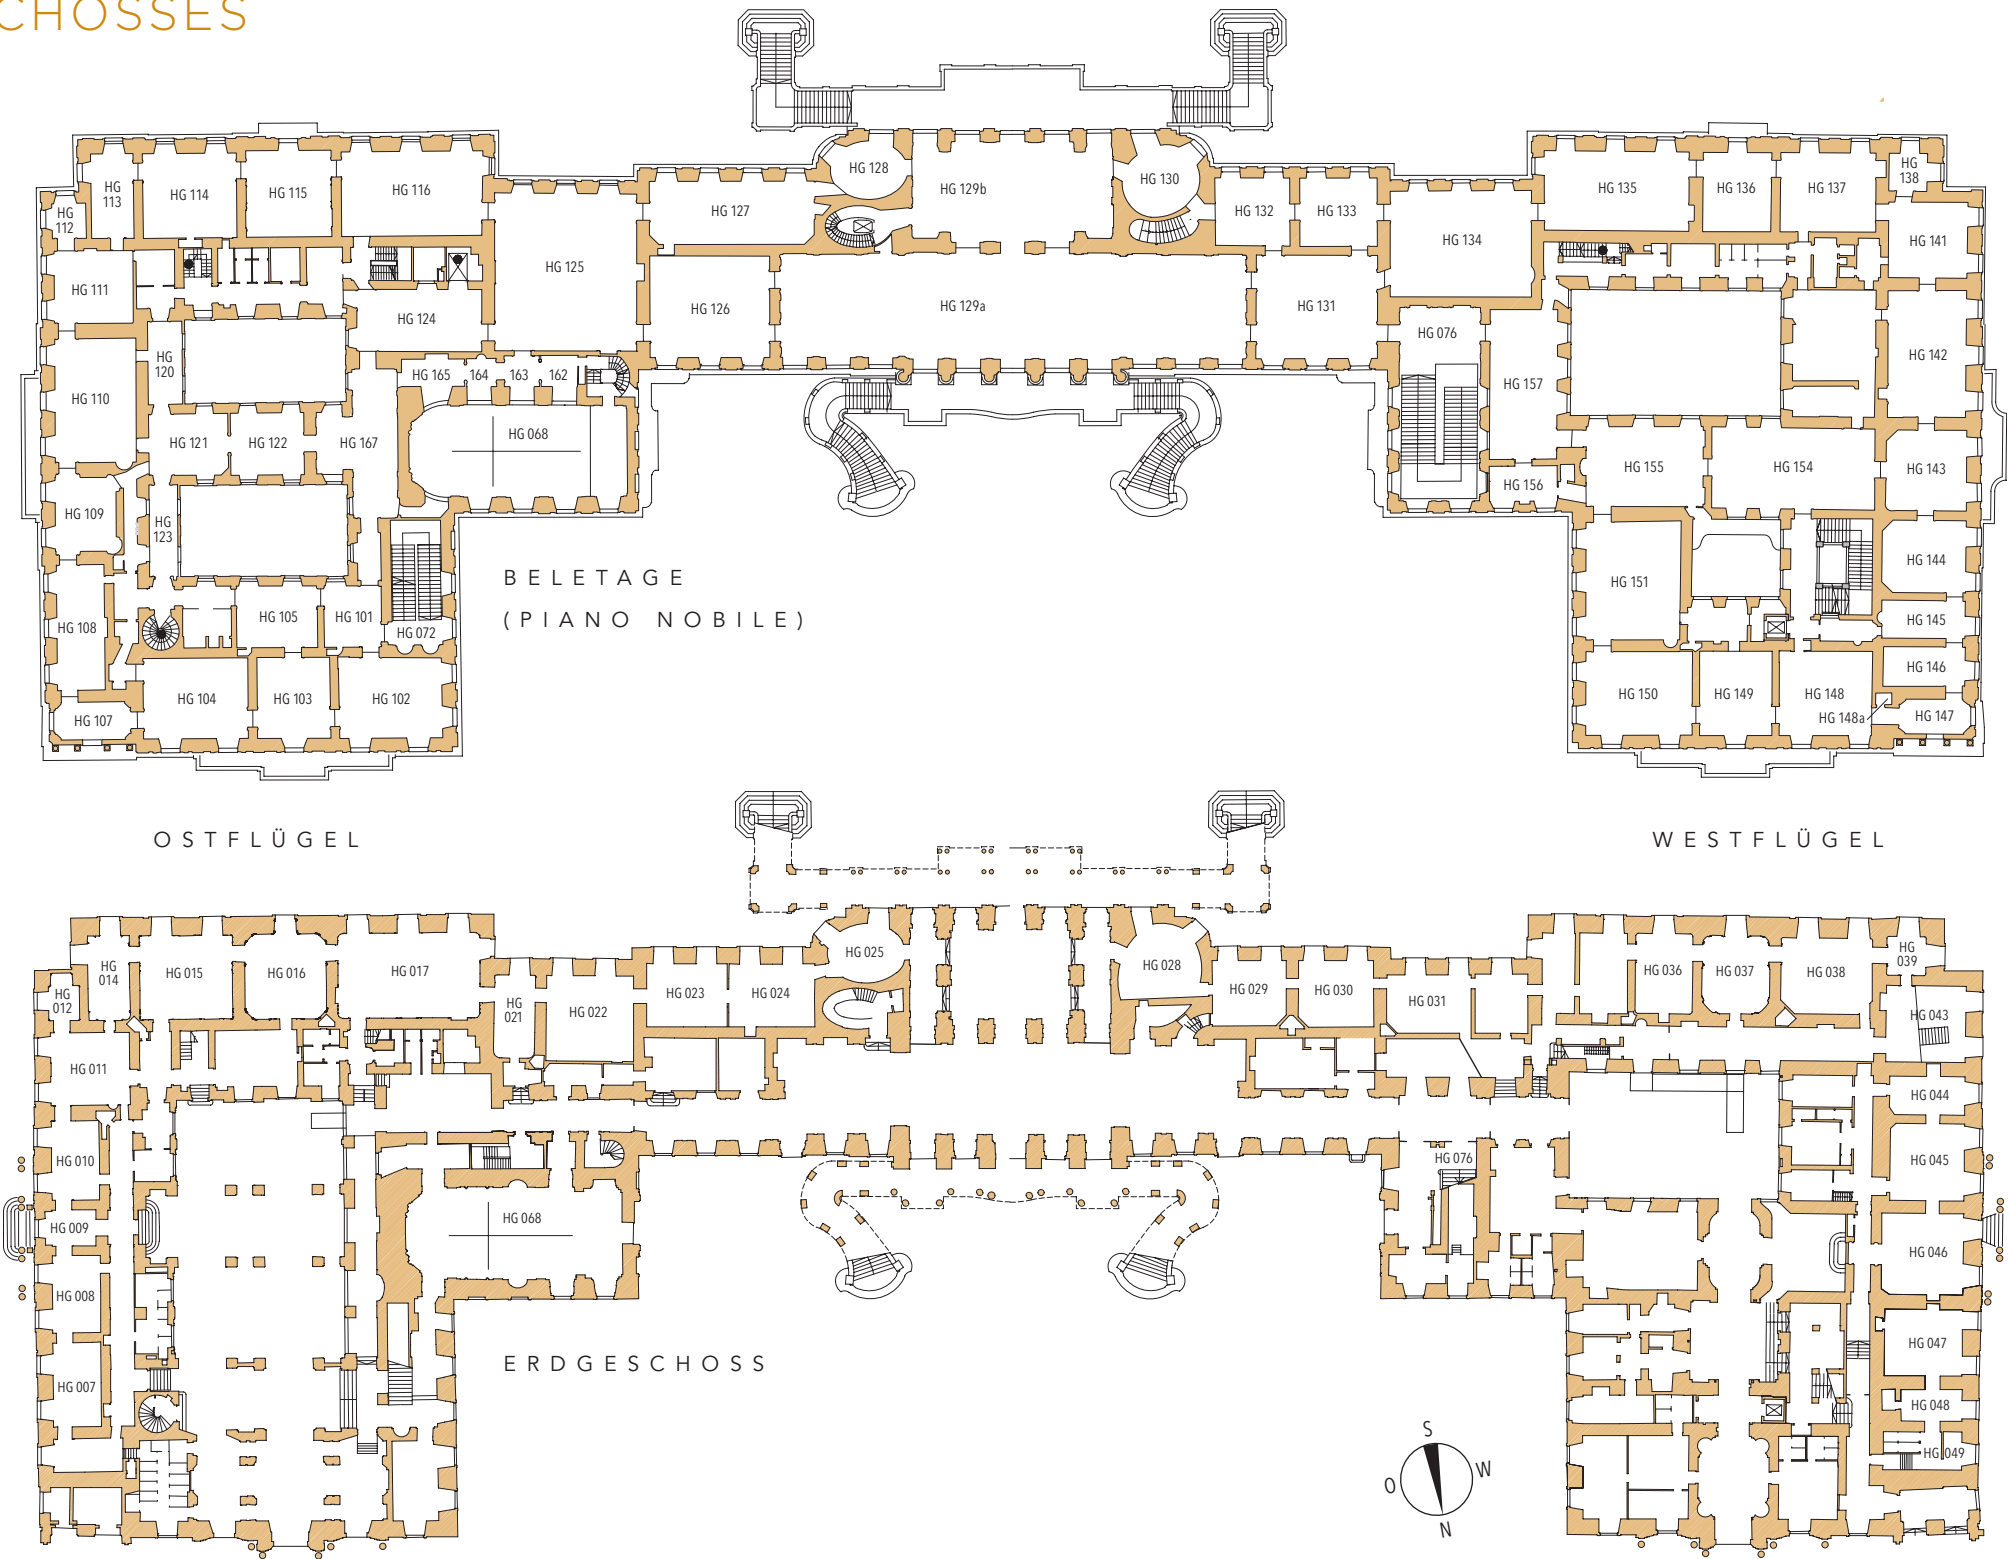 CHOSSES
HG 128
HG 129b
HG 130
HG 113
HG 114
HG 115
HG 116
HG 112
HG 127
HG 132
HG 133
HG 134
HG 135
HG 136
HG 137
HG 138
HG 141
HG 111
HG 125
HG 126
HG 129a
HG 131
HG 124
HG 120
HG 076
HG 142
HG 165
164
163
162
HG 157
HG 110
HG 121
HG 122
HG 167
HG 068
HG 155
HG 154
HG 143
HG 156
HG 109
HG 123
HG 144
HG 151
BELETAGE
(PIANO NOBILE)
HG 108
HG 105
HG 101
HG 072
HG 145
HG 146
HG 104
HG 103
HG 102
HG 150
HG 149
HG 148
HG 107
HG 148a
HG 147
OSTFLÜGEL
WESTFLÜGEL
HG 014
HG 015
HG 016
HG 017
HG 025
HG 028
HG 036
HG 037
HG 038
HG 039
HG 012
HG 021
HG 022
HG 023
HG 024
HG 029
HG 030
HG 031
HG 043
HG 011
HG 044
HG 010
HG 076
HG 045
HG 009
HG 068
HG 046
HG 008
HG 047
ERDGESCHOSS
HG 007
HG 048
HG 049
S
O
W
N